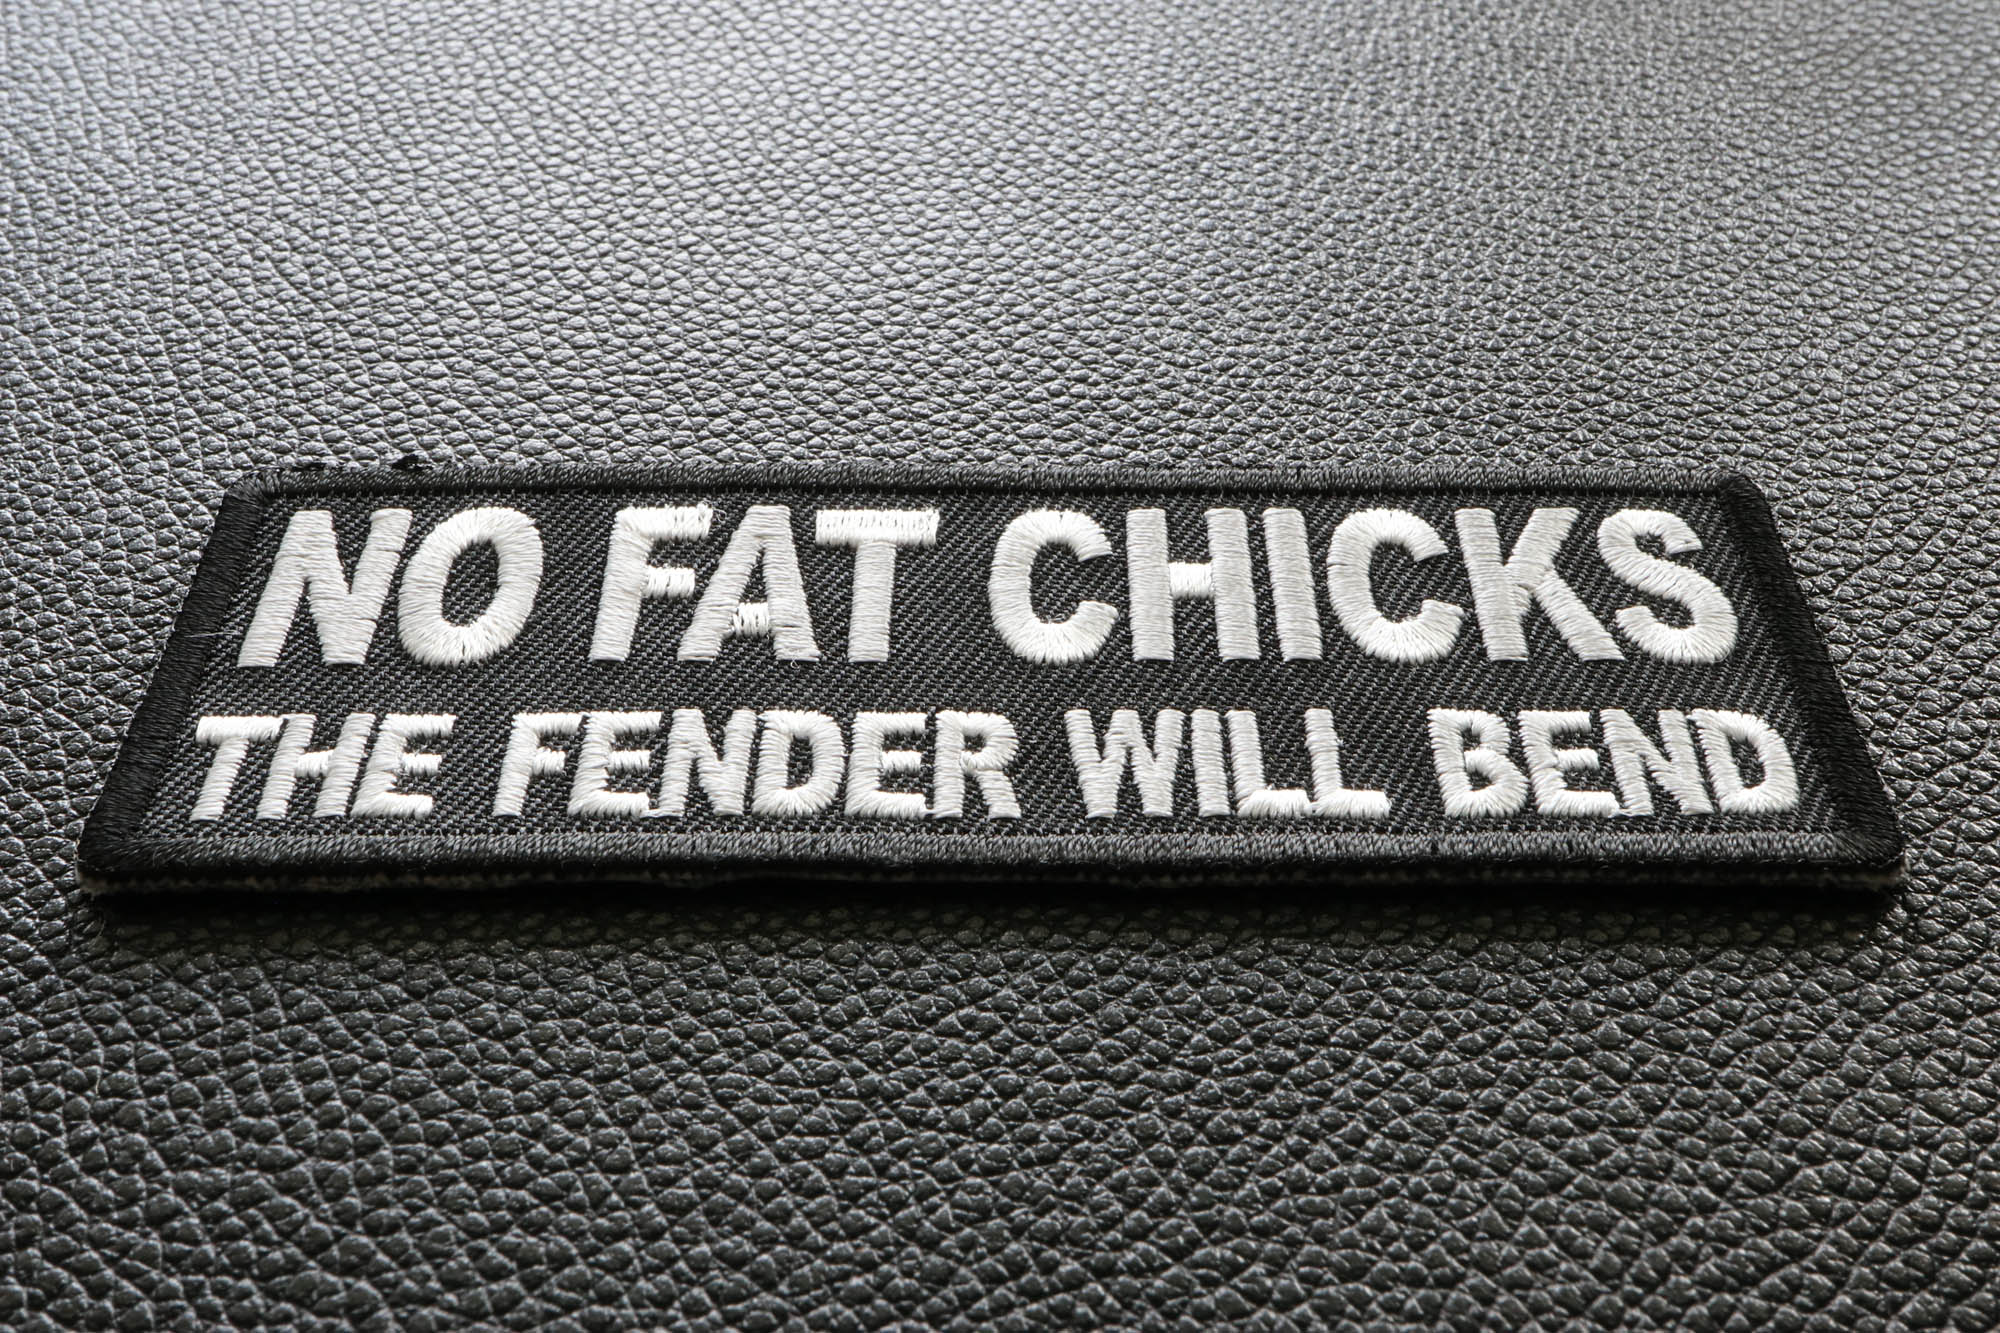 NO FAT CHICKS
THE FENDER WILL BEND